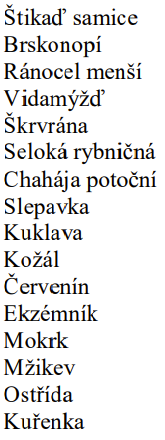 Štikaď samice
Brskonopí
Ránocel menší
Vidamýžď
Škrvrána
Seloká rybničná
Chahája potoční
Slepavka
Kuklava
Kožál
Červenín
Ekzémník
Mokrk
Mžikev
Ostřída
Kuřenka